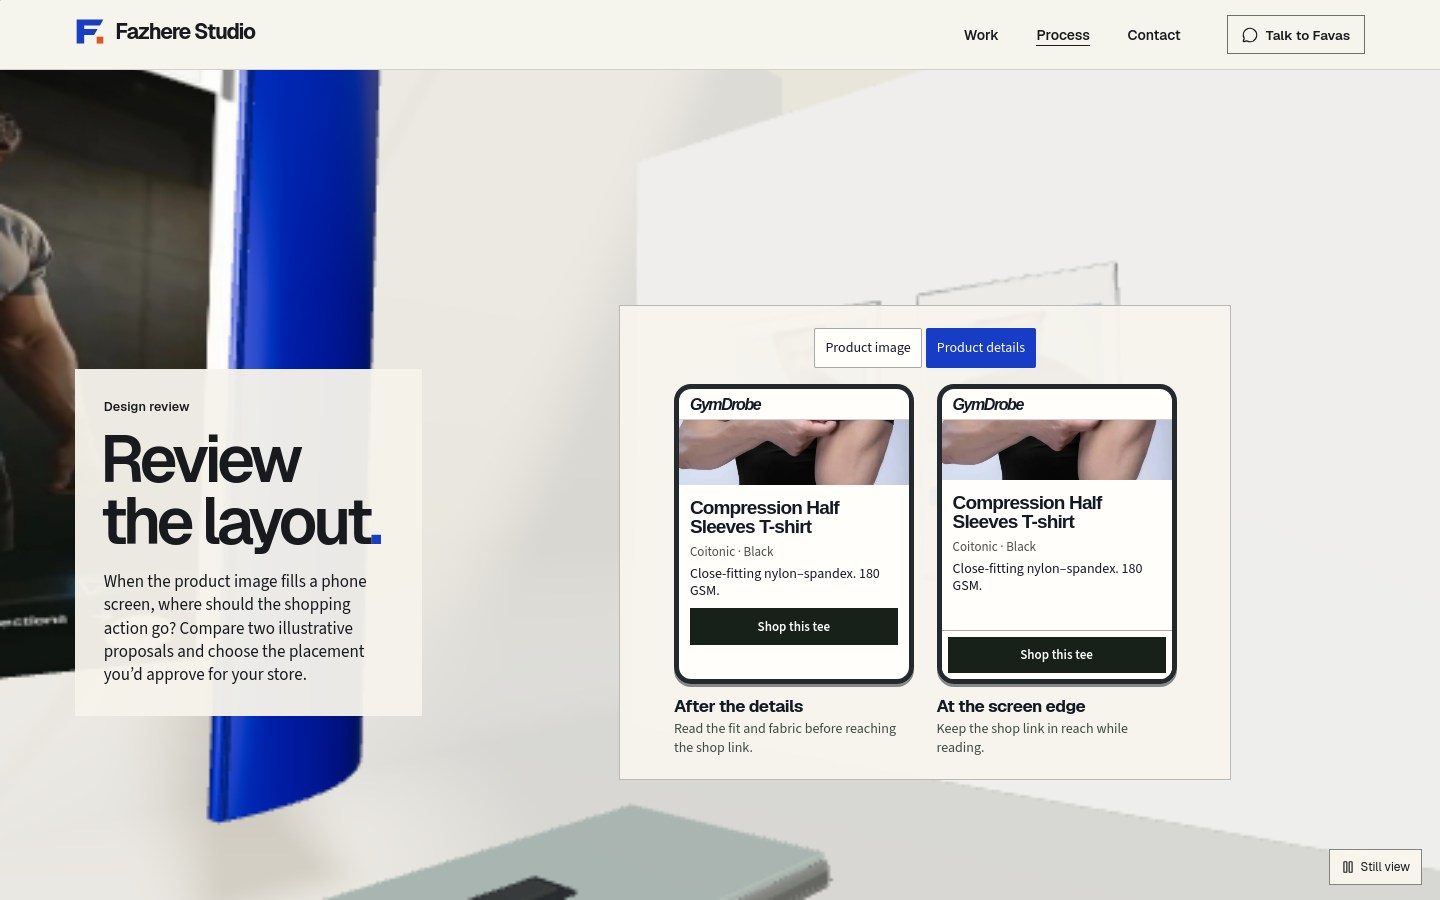 Fazhere Studio
Work
Process
Contact
Talk to Favas
Design review
Review
the layout.
When the product image fills a phone
screen, where should the shopping
action go? Compare two illustrative
proposals and choose the placement
you’d approve for your store.
Product image
Product details
GymDrobe
Compression Half
Sleeves T-shirt
Coitonic · Black
Close-fitting nylon–spandex. 180
GSM.
Shop this tee
After the details
Read the fit and fabric before reaching
the shop link.
GymDrobe
Compression Half
Sleeves T-shirt
Coitonic · Black
Close-fitting nylon–spandex. 180
GSM.
Shop this tee
At the screen edge
Keep the shop link in reach while
reading.
Still view